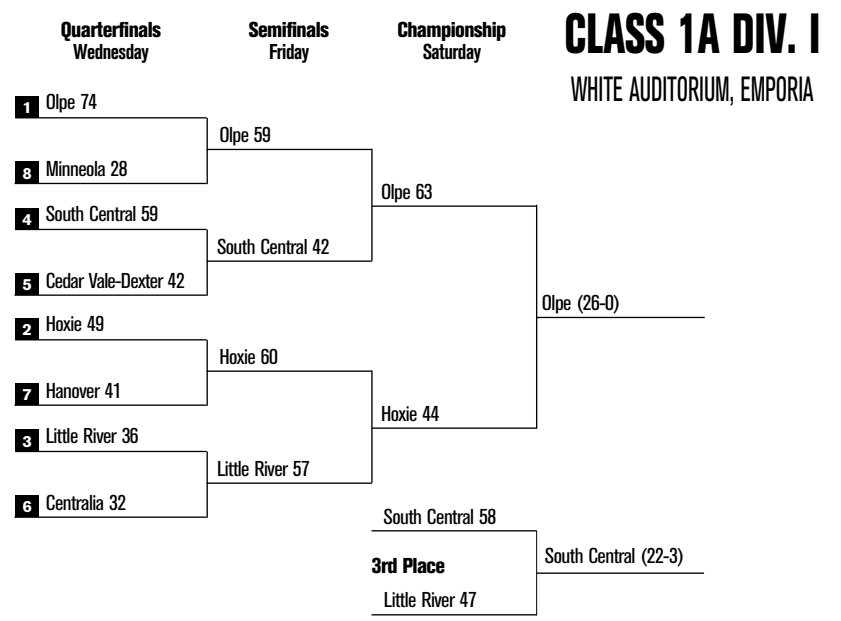 Quarterfinals
Wednesday
Semifinals
Friday
Championship
Saturday
CLASS 1A DIV. I
WHITE AUDITORIUM, EMPORIA
1 Olpe 74
8 Minneola 28
4 South Central 59
5 Cedar Vale-Dexter 42
2 Hoxie 49
7 Hanover 41
3 Little River 36
6 Centralia 32
Olpe 59
South Central 42
Hoxie 60
Little River 57
Olpe 63
Hoxie 44
Olpe (26-0)
South Central 58
3rd Place
Little River 47
South Central (22-3)